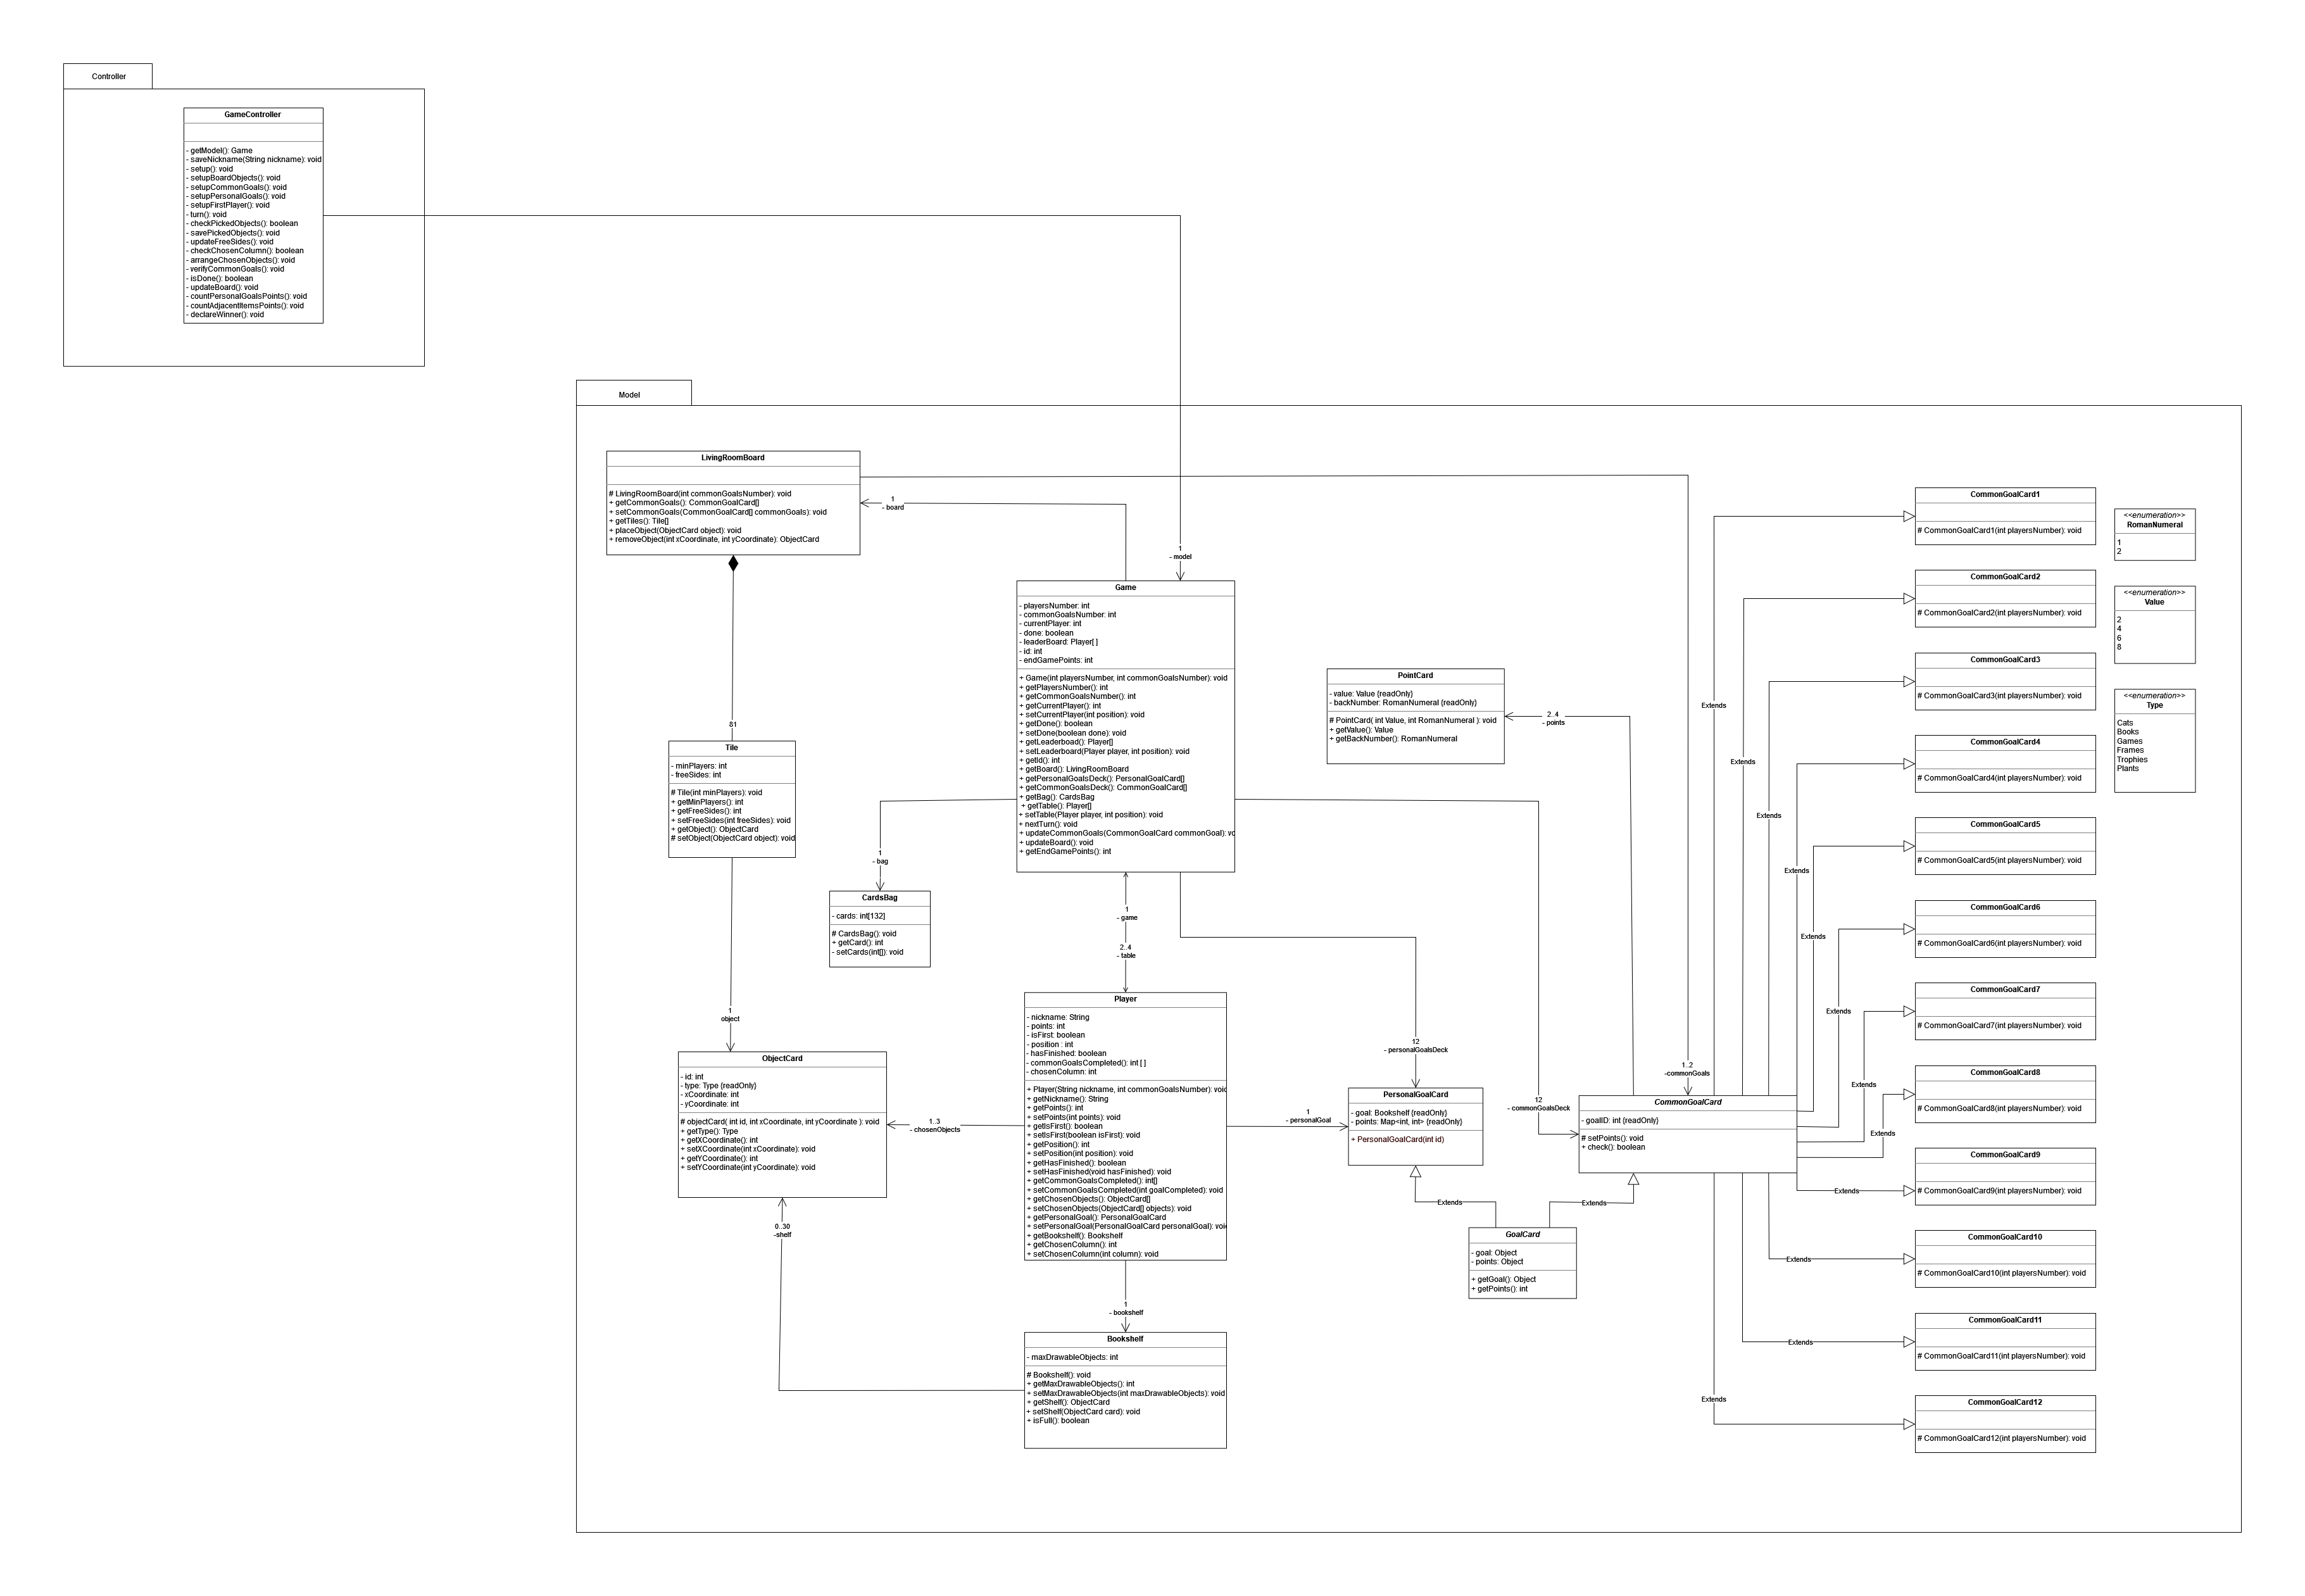 Controller
GameController
- getModel(): Game
- saveNickname(String nickname): void
- setup(): void
- setupBoardObjects(): void
- setupCommonGoals(): void
- setupPersonalGoals(): void
- setupFirstPlayer(): void
- turn(): void
- checkPickedObjects(): boolean
- savePickedObjects(): void
- updateFreeSides(): void
- checkChosenColumn(): boolean
- arrangeChosenObjects(): void
- verifyCommonGoals(): void
- isDone(): boolean
- updateBoard(): void
- countPersonalGoalsPoints(): void
- countAdjacentItemsPoints(): void
- declareWinner(): void
Model
LivingRoomBoard
# LivingRoomBoard(int commonGoalsNumber): void
+ getCommonGoals(): CommonGoalCard[]
+ setCommonGoals(CommonGoalCard[] commonGoals): void
+ getTiles(): Tile[]
+ placeObject(ObjectCard object): void
+ removeObject(int xCoordinate, int yCoordinate): ObjectCard
1
- board
1
- model
81
Tile
- minPlayers: int
- freeSides: int
# Tile(int minPlayers): void
+ getMinPlayers(): int
+ getFreeSides(): int
+ setFreeSides(int freeSides): void
+ getObject(): ObjectCard
# setObject(ObjectCard object): void
1
object
Game
- playersNumber: int
- commonGoalsNumber: int
- currentPlayer: int
- done: boolean
- leaderBoard: Player[ ]
- id: int
- endGamePoints: int
+ Game(int playersNumber, int commonGoalsNumber): void
+ getPlayersNumber(): int
+ getCommonGoalsNumber(): int
+ getCurrentPlayer(): int
+ setCurrentPlayer(int position): void
+ getDone(): boolean
+ setDone(boolean done): void
+ getLeaderboad(): Player[]
+ setLeaderboard(Player player, int position): void
+ getId(): int
+ getBoard(): LivingRoomBoard
+ getPersonalGoalsDeck(): PersonalGoalCard[]
+ getCommonGoalsDeck(): CommonGoalCard[]
+ getBag(): CardsBag
+ getTable(): Player[]
+ setTable(Player player, int position): void
+ nextTurn(): void
+ updateCommonGoals(CommonGoalCard commonGoal): vo
+ updateBoard(): void
+ getEndGamePoints(): int
1
- bag
CardsBag
- cards: int[132]
# CardsBag(): void
+ getCard(): int
- setCards(int[]): void
1
- game
2..4
- table
Player
- nickname: String
- points: int
- isFirst: boolean
- position : int
- hasFinished: boolean
- commonGoalsCompleted(): int [ ]
- chosenColumn: int
+ Player(String nickname, int commonGoalsNumber): void
+ getNickname(): String
+ getPoints(): int
+ setPoints(int points): void
+ getIsFirst(): boolean
+ setIsFirst(boolean isFirst): void
+ getPosition(): int
+ setPosition(int position): void
+ getHasFinished(): boolean
+ setHasFinished(void hasFinished): void
+ getCommonGoalsCompleted(): int[]
+ setCommonGoalsCompleted(int goalCompleted): void
+ getChosenObjects(): ObjectCard[]
+ setChosenObjects(ObjectCard[] objects): void
+ getPersonalGoal(): PersonalGoalCard
+ setPersonalGoal(PersonalGoalCard personalGoal): void
+ getBookshelf(): Bookshelf
+ getChosenColumn(): int
+ setChosenColumn(int column): void
1..3
- chosenObjects
ObjectCard
- id: int
- type: Type {readOnly}
- xCoordinate: int
- yCoordinate: int
# objectCard( int id, int xCoordinate, int yCoordinate ): void
+ getType(): Type
+ getXCoordinate(): int
+ setXCoordinate(int xCoordinate): void
+ getYCoordinate(): int
+ setYCoordinate(int yCoordinate): void
0..30
-shelf
1
- bookshelf
Bookshelf
- maxDrawableObjects: int
# Bookshelf(): void
+ getMaxDrawableObjects(): int
+ setMaxDrawableObjects(int maxDrawableObjects): void
+ getShelf(): ObjectCard
+ setShelf(ObjectCard card): void
+ isFull(): boolean
PointCard
- value: Value {readOnly}
- backNumber: RomanNumeral {readOnly}
# PointCard( int Value, int RomanNumeral ): void
+ getValue(): Value
+ getBackNumber(): RomanNumeral
2..4
- points
12
- personalGoalsDeck
1
- personalGoal
PersonalGoalCard
- goal: Bookshelf {readOnly}
- points: Map<int, int> {readOnly}
+ PersonalGoalCard(int id)
12
- commonGoalsDeck
1..2
-commonGoals
CommonGoalCard
- goalID: int {readOnly}
# setPoints(): void
+ check(): boolean
Extends
Extends
GoalCard
- goal: Object
- points: Object
+ getGoal(): Object
+ getPoints(): int
Extends
Extends
Extends
Extends
Extends
Extends
Extends
Extends
Extends
Extends
Extends
Extends
CommonGoalCard1
# CommonGoalCard1(int playersNumber): void
CommonGoalCard2
# CommonGoalCard2(int playersNumber): void
CommonGoalCard3
# CommonGoalCard3(int playersNumber): void
CommonGoalCard4
# CommonGoalCard4(int playersNumber): void
CommonGoalCard5
# CommonGoalCard5(int playersNumber): void
CommonGoalCard6
# CommonGoalCard6(int playersNumber): void
CommonGoalCard7
# CommonGoalCard7(int playersNumber): void
CommonGoalCard8
# CommonGoalCard8(int playersNumber): void
CommonGoalCard9
# CommonGoalCard9(int playersNumber): void
CommonGoalCard10
# CommonGoalCard10(int playersNumber): void
CommonGoalCard11
# CommonGoalCard11(int playersNumber): void
CommonGoalCard12
# CommonGoalCard12(int playersNumber): void
<<enumeration>>
RomanNumeral
1
2
<<enumeration>>
Value
2
4
6
8
<<enumeration>>
Type
Cats
Books
Games
Frames
Trophies
Plants